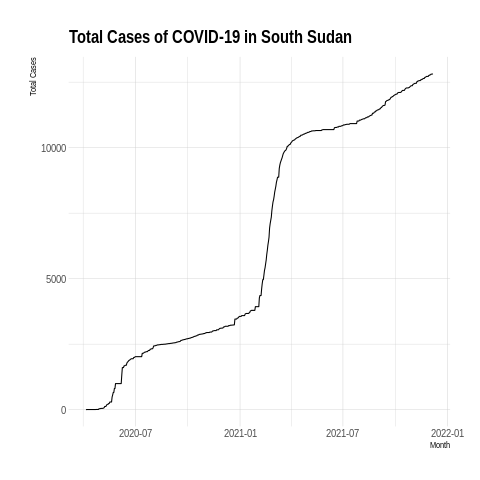 Total Cases of COVID-19 in South Sudan
Total Cases
10000
5000
0
2020-07
2021-01
2021-07
2022-01
Month